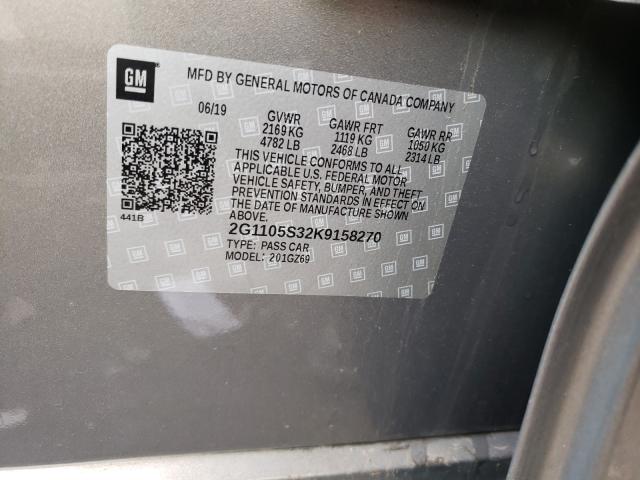 GM
MFD BY GENERAL MOTORS OF CANADA COMPANY
06/19 GVWR GAWR FRT GAWR RR
2169 KG 1119 KG 1050 KG
4782 LB 2468 LB 2314 LB
THIS VEHICLE CONFORMS TO ALL
APPLICABLE U.S. FEDERAL MOTOR
VEHICLE SAFETY, BUMPER, AND THEFT
PREVENTION STANDARDS IN EFFECT ON
THE DATE OF MANUFACTURE SHOWN
ABOVE.
441B
2G1105S32K9158270
TYPE: PASS CAR
MODEL: 201GZ69